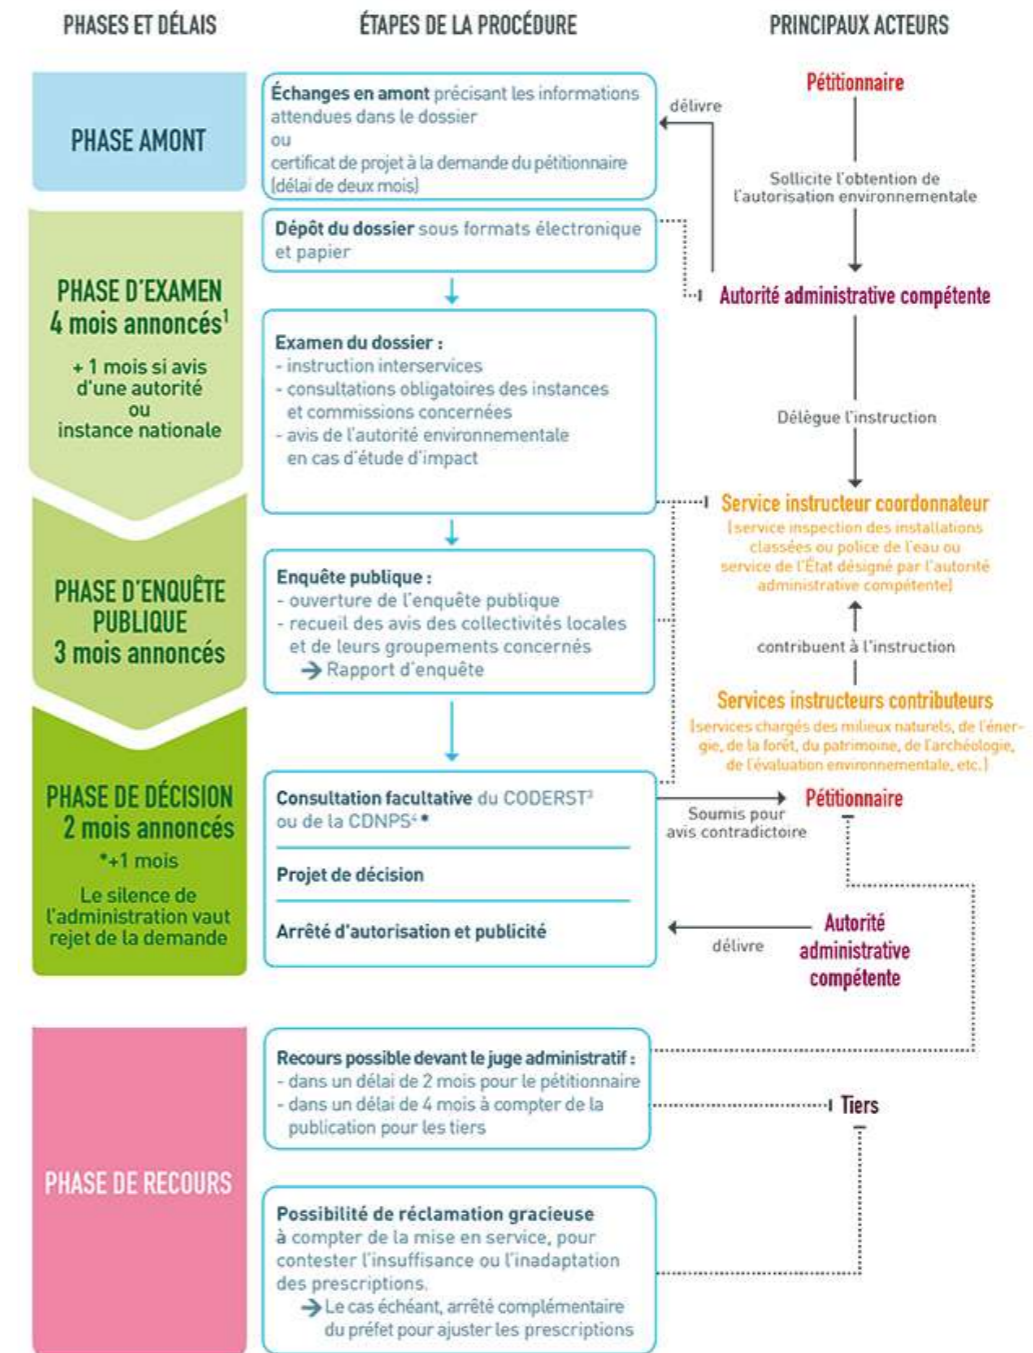 PHASES ET DÉLAIS
ÉTAPES DE LA PROCÉDURE
PRINCIPAUX ACTEURS
PHASE AMONT
Échanges en amont précisant les informations
attendues dans le dossier
ou
certificat de projet à la demande du pétitionnaire
(délai de deux mois)
délivre
Pétitionnaire
Sollicite l'obtention de
l'autorisation environnementale
PHASE D'EXAMEN
4 mois annoncés¹
+ 1 mois si avis
d'une autorité
ou
instance nationale
Dépôt du dossier sous formats électronique
et papier
Autorité administrative compétente
Examen du dossier :
- instruction interservices
- consultations obligatoires des instances
et commissions concernées
- avis de l'autorité environnementale
en cas d'étude d'impact
Délègue l'instruction
Service instructeur coordonnateur
(service inspection des installations
classées ou police de l'eau ou
service de l'État désigné par l'autorité
administrative compétente)
PHASE D'ENQUÊTE
PUBLIQUE
3 mois annoncés
Enquête publique :
- ouverture de l'enquête publique
- recueil des avis des collectivités locales
et de leurs groupements concernés
→ Rapport d'enquête
contribuent à l'instruction
Services instructeurs contributeurs
(services chargés des milieux naturels, de l'éner-
gie, de la forêt, du patrimoine, de l'archéologie,
de l'évaluation environnementale, etc.)
PHASE DE DÉCISION
2 mois annoncés
*+1 mois
Le silence de
l'administration vaut
rejet de la demande
Consultation facultative du CODERST³
ou de la CDNPS⁴ *
Projet de décision
Arrêté d'autorisation et publicité
Soumis pour
avis contradictoire
Pétitionnaire
délivre
Autorité
administrative
compétente
PHASE DE RECOURS
Recours possible devant le juge administratif :
- dans un délai de 2 mois pour le pétitionnaire
- dans un délai de 4 mois à compter de la
publication pour les tiers
Tiers
Possibilité de réclamation gracieuse
à compter de la mise en service, pour
contester l'insuffisance ou l'inadaptation
des prescriptions.
→ Le cas échéant, arrêté complémentaire
du préfet pour ajuster les prescriptions